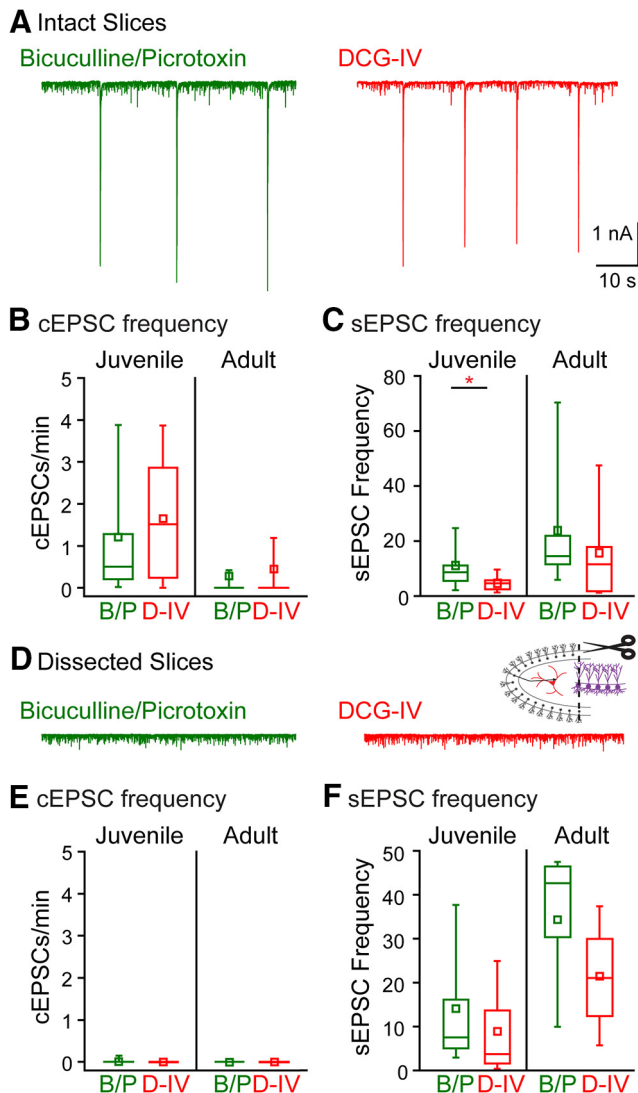 A Intact Slices
Bicuculline/Picrotoxin DCG-IV
1 nA
10 s
B cEPSC frequency
Juvenile Adult
cEPSCs/min
5
4
3
2
1
0
B/P D-IV B/P D-IV
C sEPSC frequency
Juvenile Adult
*
sEPSC Frequency
80
60
40
20
0
B/P D-IV B/P D-IV
D Dissected Slices
Bicuculline/Picrotoxin DCG-IV
E cEPSC frequency
Juvenile Adult
cEPSCs/min
5
4
3
2
1
0
B/P D-IV B/P D-IV
F sEPSC frequency
Juvenile Adult
sEPSC Frequency
50
40
30
20
10
0
B/P D-IV B/P D-IV